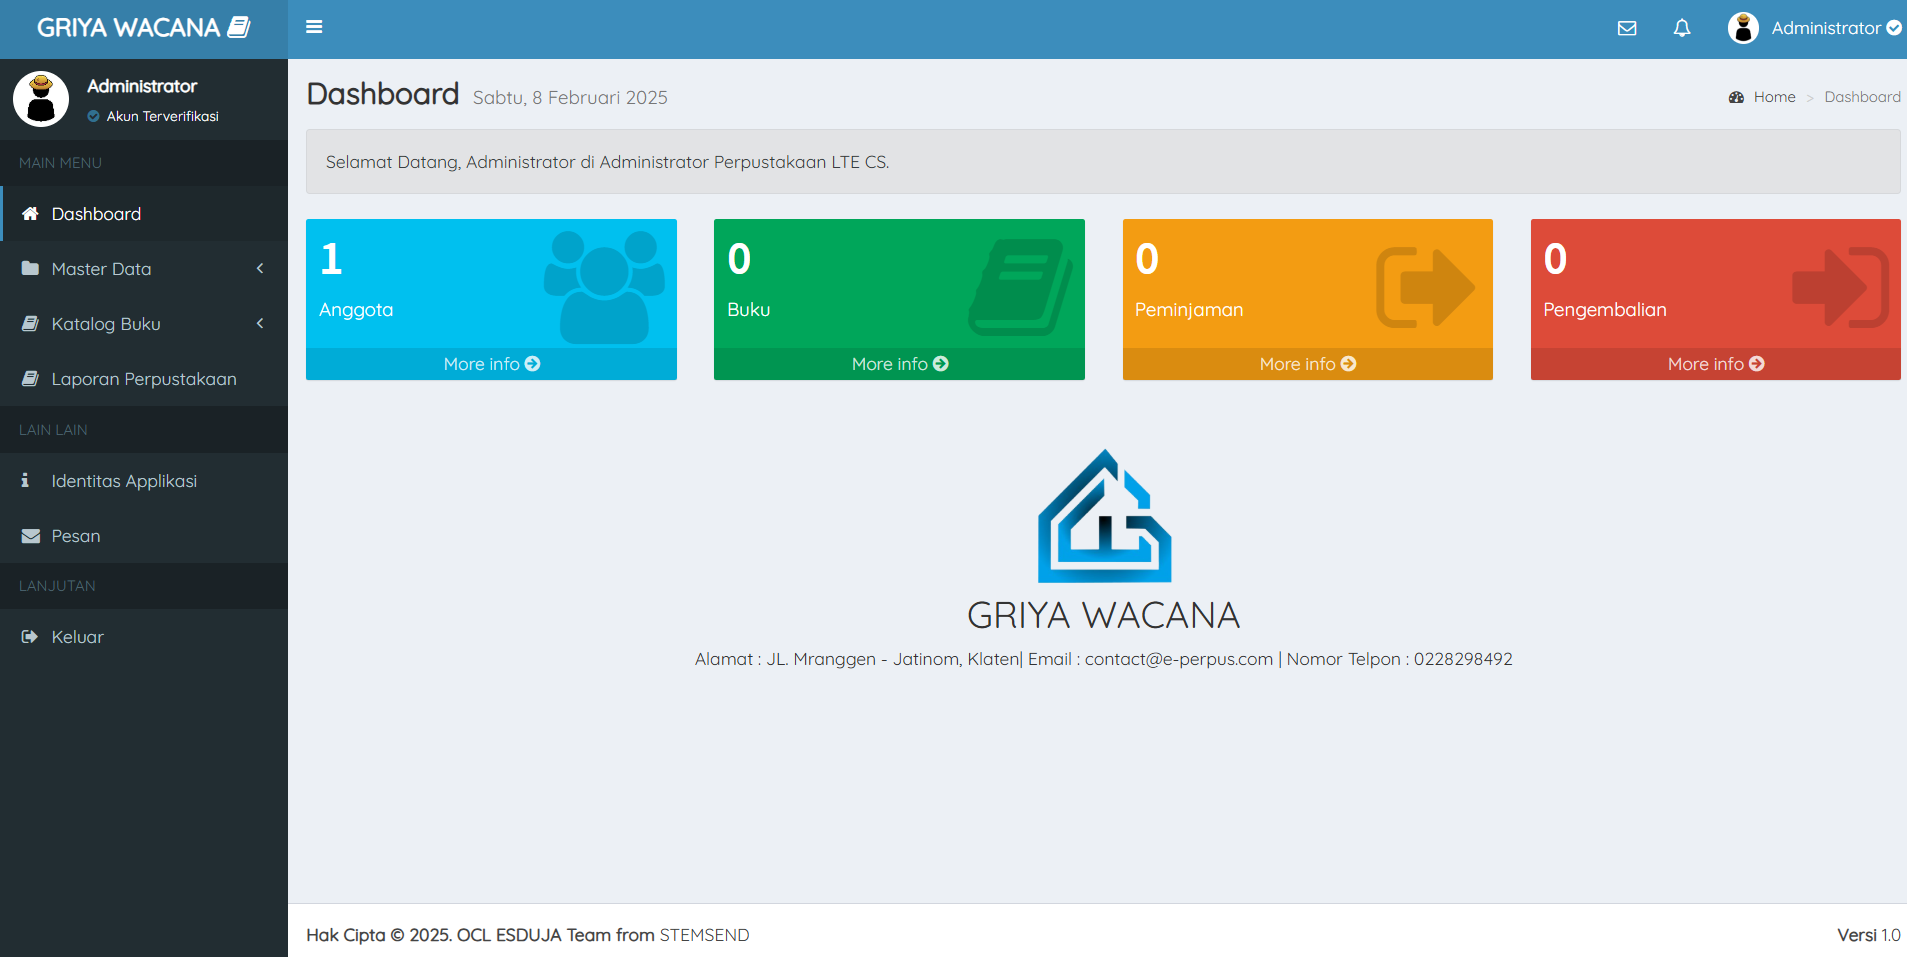 GRIYA WACANA
Administrator
Administrator
Akun Terverifikasi
MAIN MENU
Dashboard
Master Data
Katalog Buku
Laporan Perpustakaan
LAIN LAIN
Identitas Applikasi
Pesan
LANJUTAN
Keluar
Dashboard Sabtu, 8 Februari 2025
Home > Dashboard
Selamat Datang, Administrator di Administrator Perpustakaan LTE CS.
1
Anggota
More info
0
Buku
More info
0
Peminjaman
More info
0
Pengembalian
More info
GRIYA WACANA
Alamat : JL. Mranggen - Jatinom, Klaten| Email : contact@e-perpus.com | Nomor Telpon : 0228298492
Hak Cipta © 2025. OCL ESDUJA Team from STEMSEND
Versi 1.0